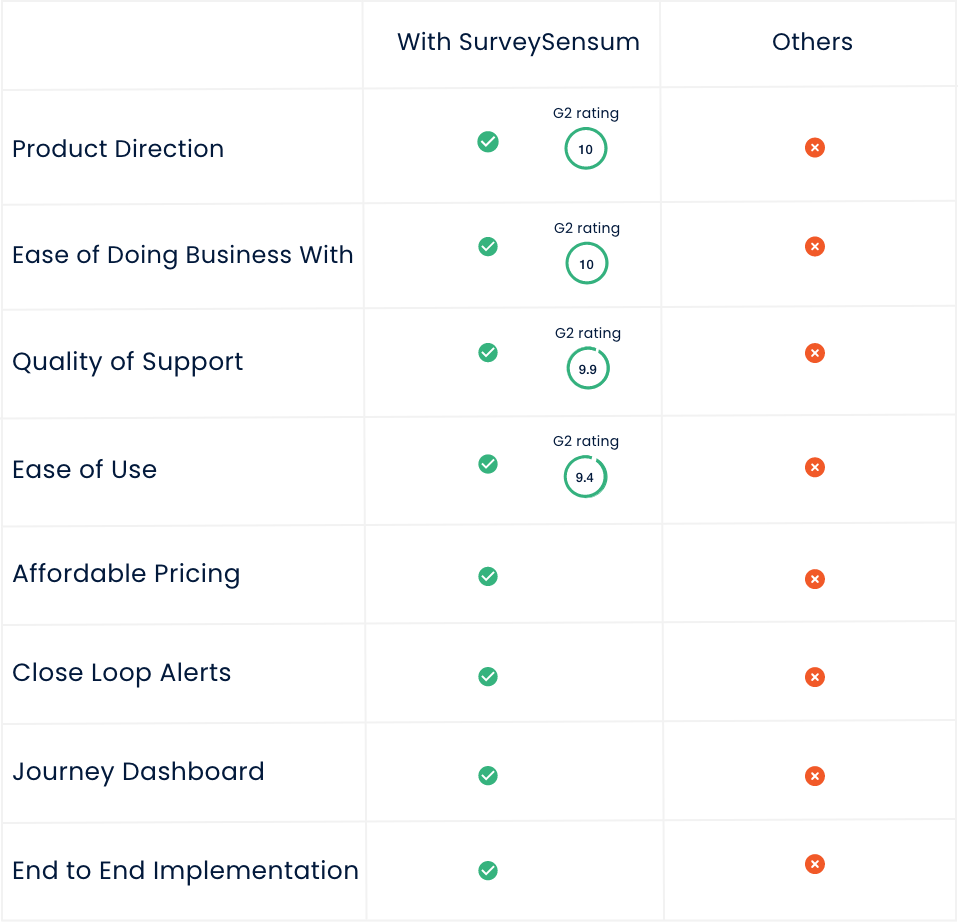 With SurveySensum
Others
Product Direction
G2 rating
10
Ease of Doing Business With
G2 rating
10
Quality of Support
G2 rating
9.9
Ease of Use
G2 rating
9.4
Affordable Pricing
Close Loop Alerts
Journey Dashboard
End to End Implementation